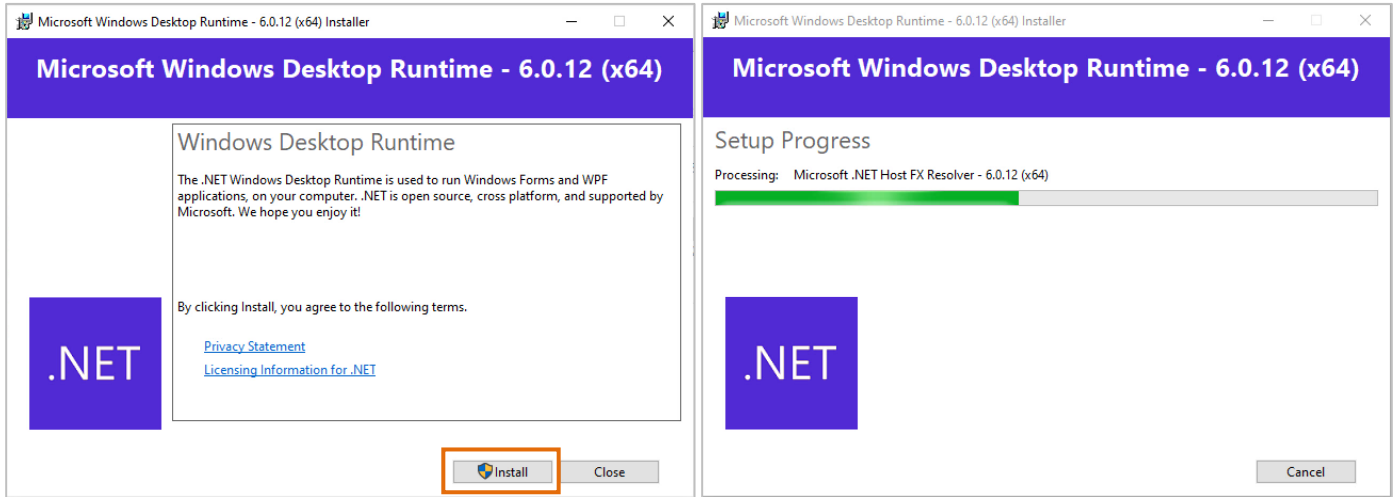 Microsoft Windows Desktop Runtime - 6.0.12 (x64) Installer
Microsoft Windows Desktop Runtime - 6.0.12 (x64)
Windows Desktop Runtime
The .NET Windows Desktop Runtime is used to run Windows Forms and WPF
applications, on your computer. .NET is open source, cross platform, and supported by
Microsoft. We hope you enjoy it!
By clicking Install, you agree to the following terms.
Privacy Statement
Licensing Information for .NET
.NET
Install
Close
Microsoft Windows Desktop Runtime - 6.0.12 (x64) Installer
Microsoft Windows Desktop Runtime - 6.0.12 (x64)
Setup Progress
Processing: Microsoft .NET Host FX Resolver - 6.0.12 (x64)
.NET
Cancel